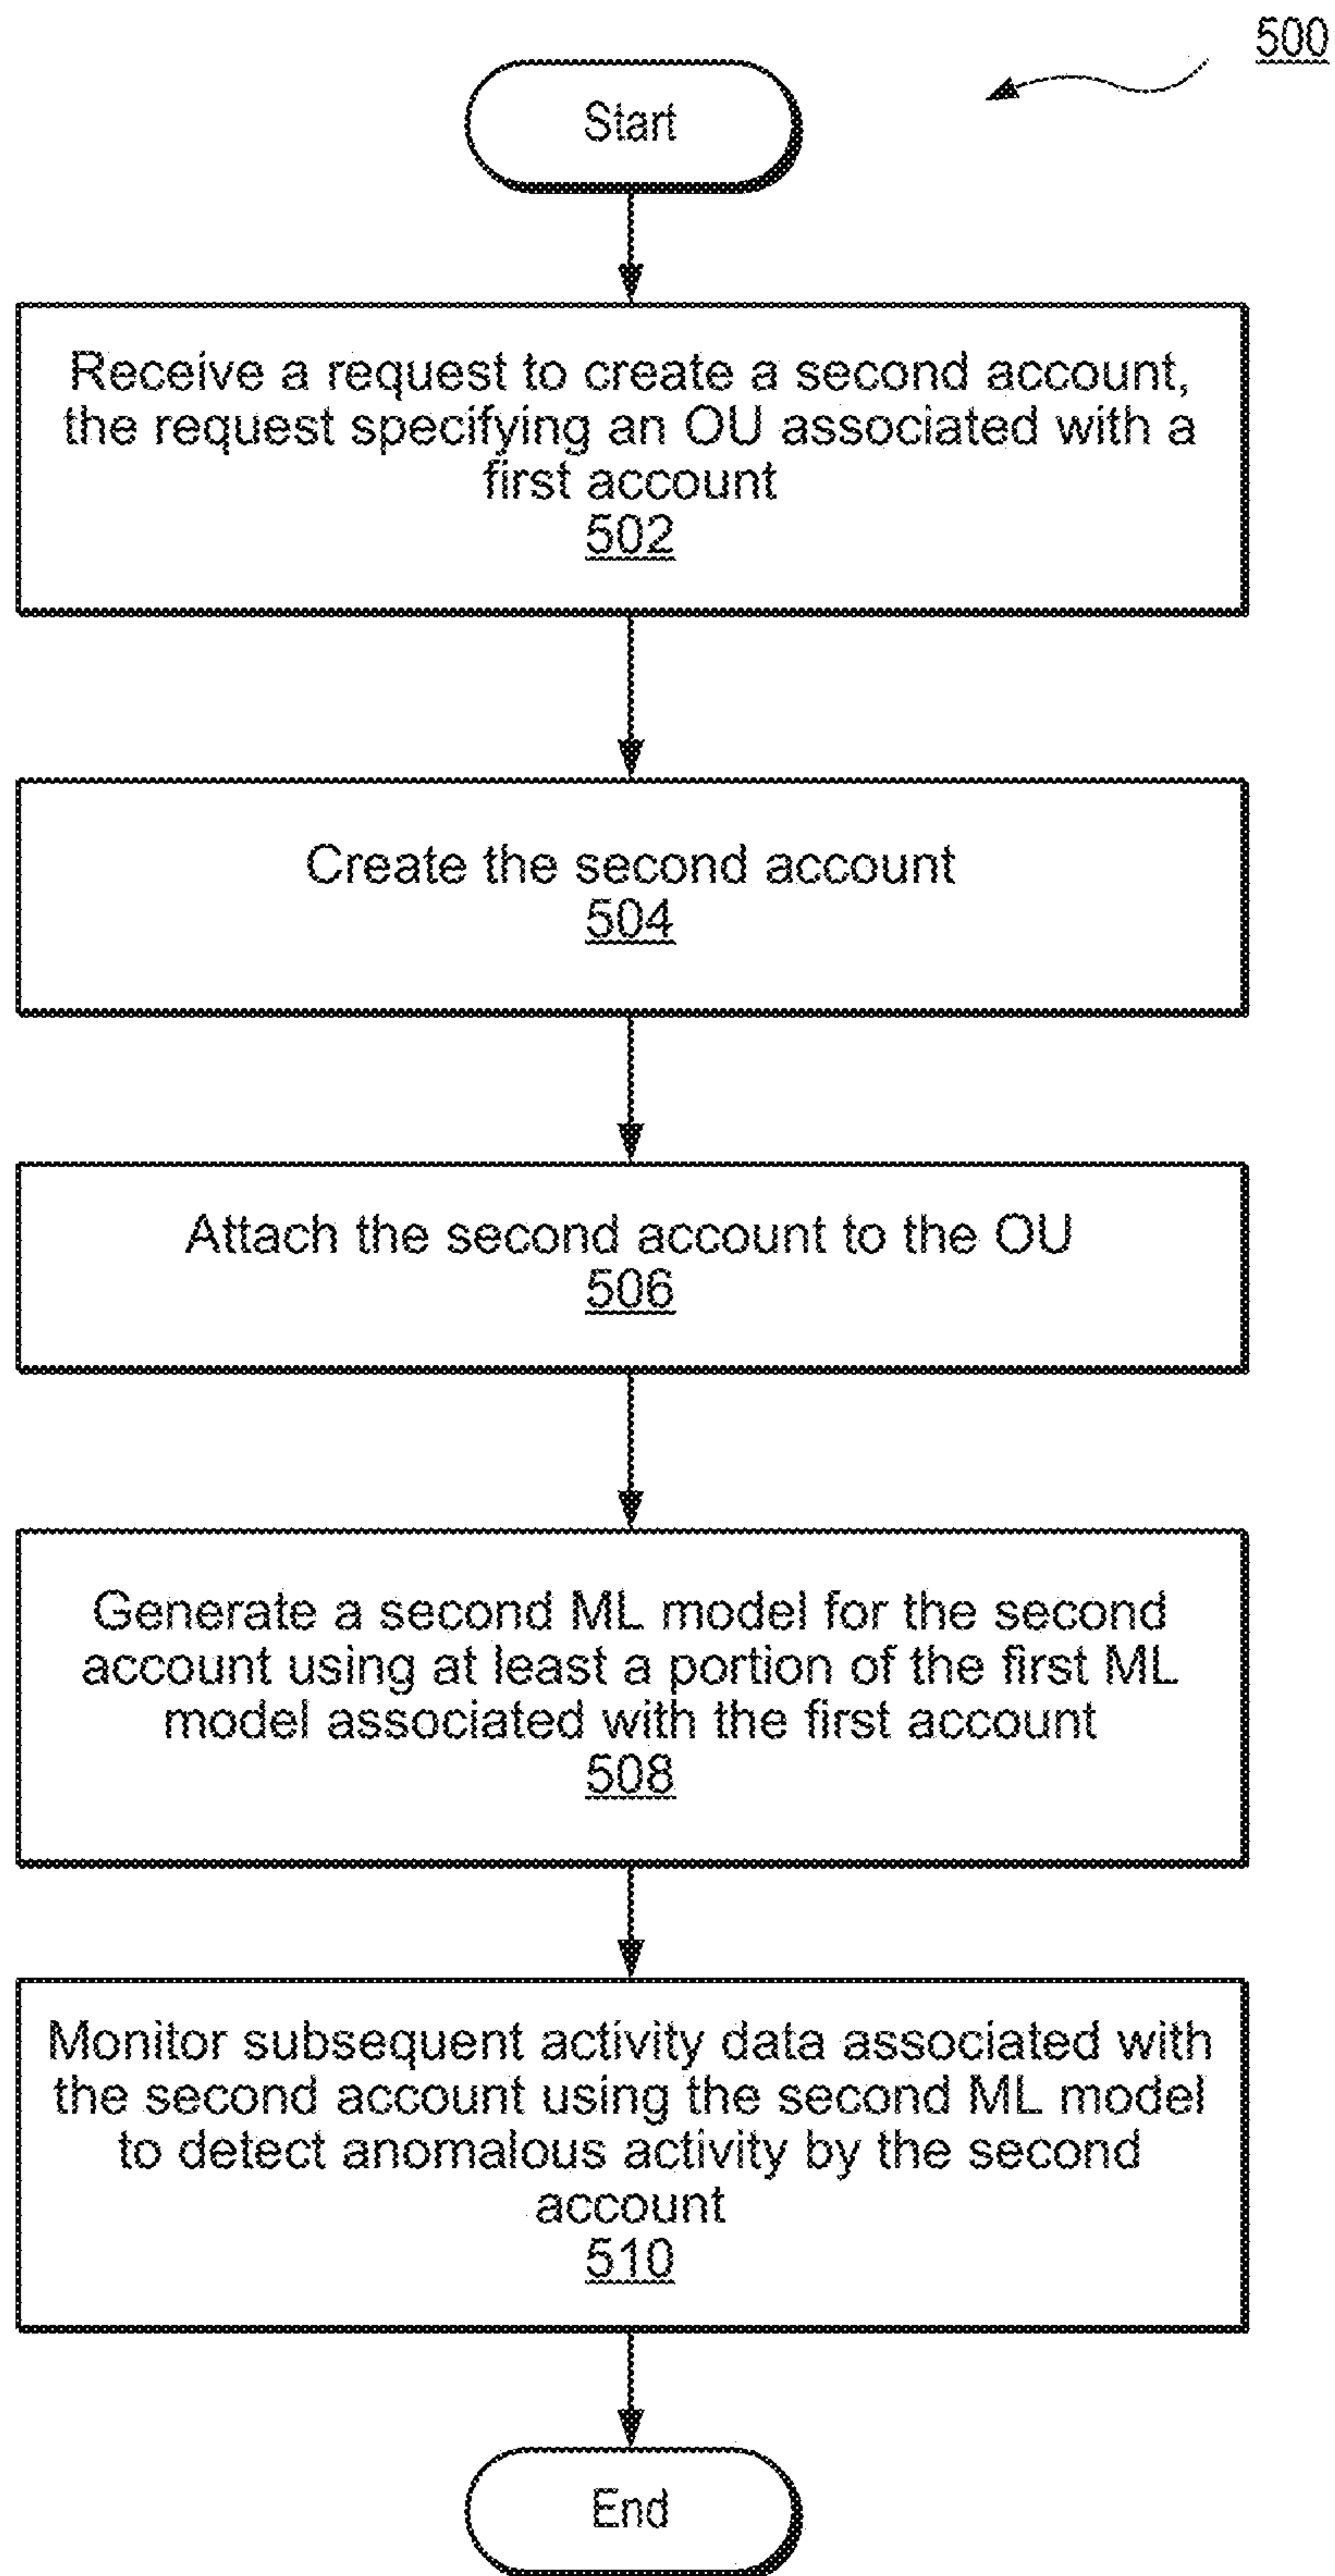 500
Start
Receive a request to create a second account,
the request specifying an OU associated with a
first account
502
Create the second account
504
Attach the second account to the OU
506
Generate a second ML model for the second
account using at least a portion of the first ML
model associated with the first account
508
Monitor subsequent activity data associated with
the second account using the second ML model
to detect anomalous activity by the second
account
510
End